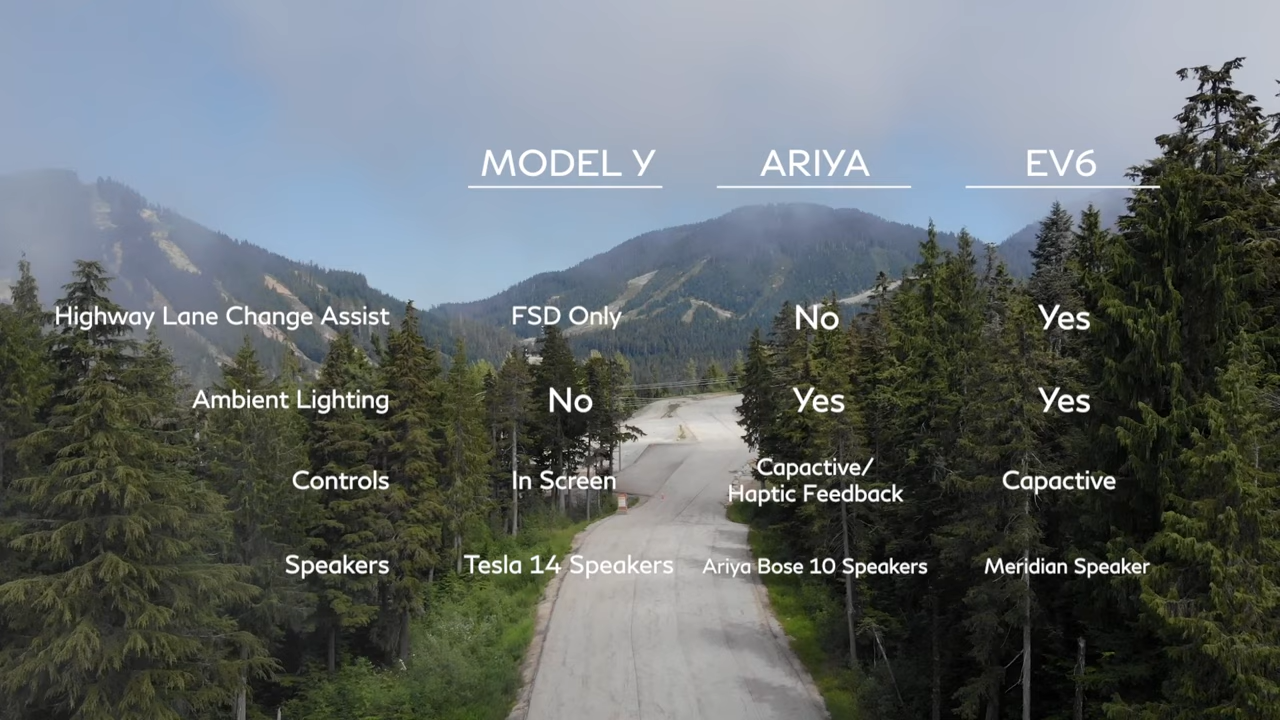 MODEL Y ARIYA EV6
Highway Lane Change Assist FSD Only No Yes
Ambient Lighting No Yes Yes
Controls In Screen Capactive/ Haptic Feedback Capactive
Speakers Tesla 14 Speakers Ariya Bose 10 Speakers Meridian Speaker